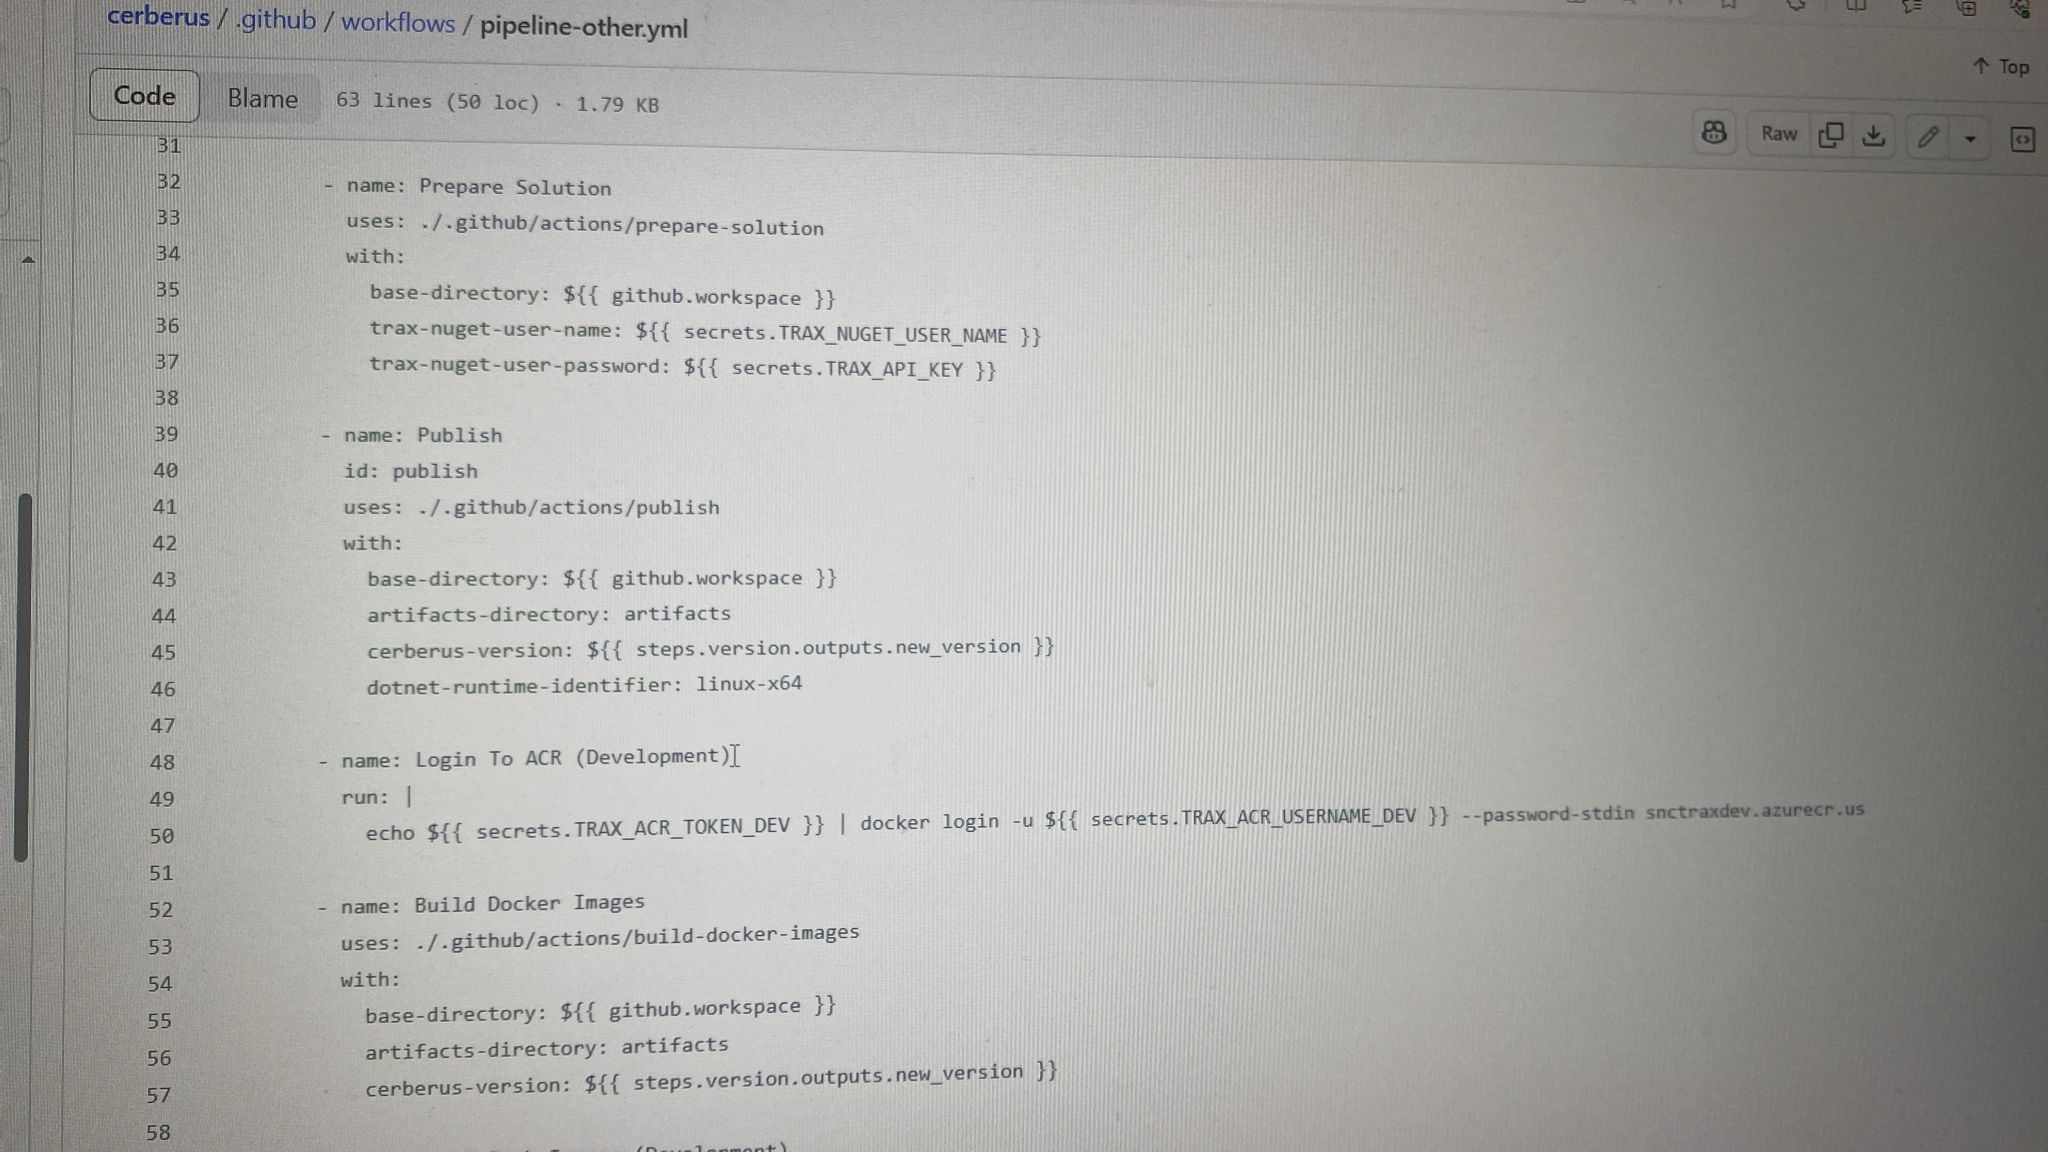 cerberus / .github / workflows / pipeline-other.yml
↑ Top
Code Blame 63 lines (50 loc) · 1.79 KB
Raw
31
32 - name: Prepare Solution
33 uses: ./.github/actions/prepare-solution
34 with:
35 base-directory: ${{ github.workspace }}
36 trax-nuget-user-name: ${{ secrets.TRAX_NUGET_USER_NAME }}
37 trax-nuget-user-password: ${{ secrets.TRAX_API_KEY }}
38
39 - name: Publish
40 id: publish
41 uses: ./.github/actions/publish
42 with:
43 base-directory: ${{ github.workspace }}
44 artifacts-directory: artifacts
45 cerberus-version: ${{ steps.version.outputs.new_version }}
46 dotnet-runtime-identifier: linux-x64
47
48 - name: Login To ACR (Development)
49 run: |
50 echo ${{ secrets.TRAX_ACR_TOKEN_DEV }} | docker login -u ${{ secrets.TRAX_ACR_USERNAME_DEV }} --password-stdin snctraxdev.azurecr.us
51
52 - name: Build Docker Images
53 uses: ./.github/actions/build-docker-images
54 with:
55 base-directory: ${{ github.workspace }}
56 artifacts-directory: artifacts
57 cerberus-version: ${{ steps.version.outputs.new_version }}
58
(Development)